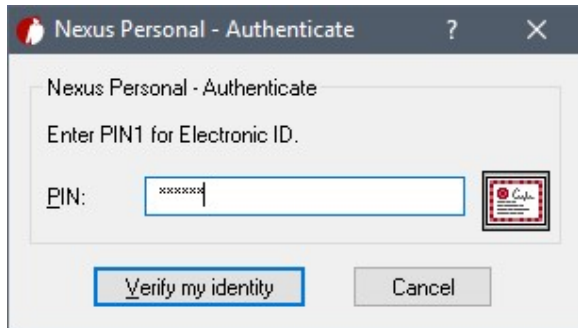 Nexus Personal - Authenticate ? ×
Nexus Personal - Authenticate
Enter PIN1 for Electronic ID.
PIN: ******
Verify my identity Cancel